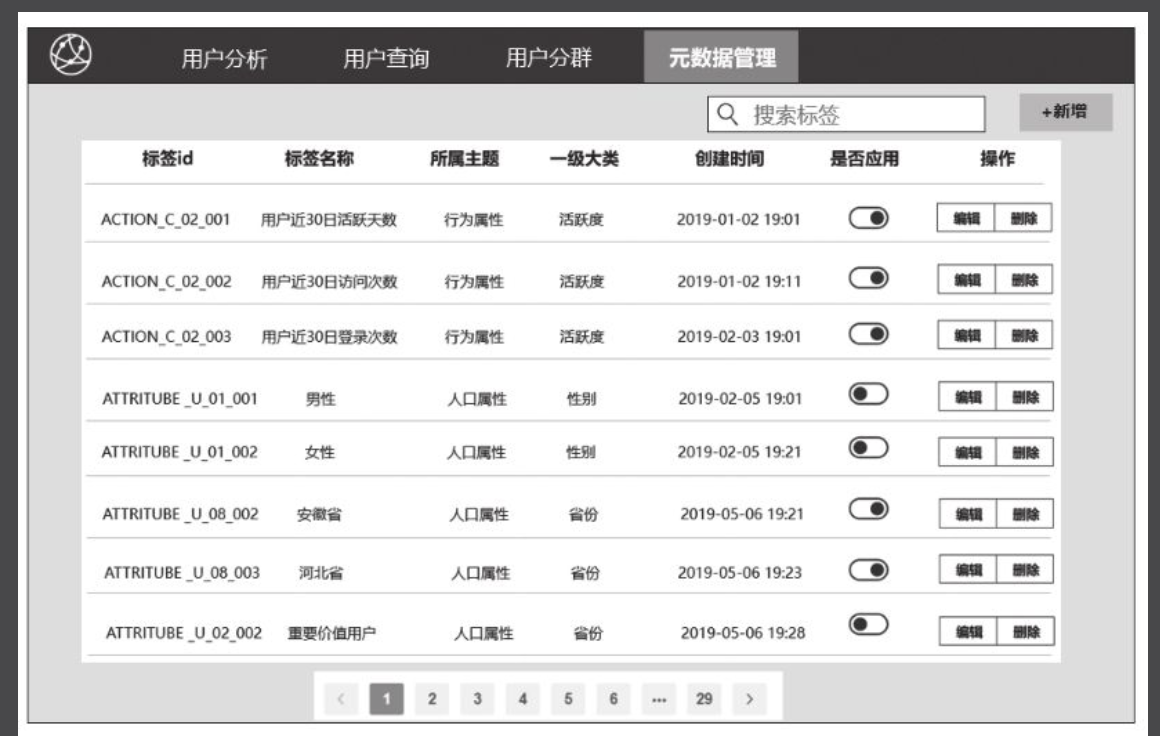 用户分析 用户查询 用户分群 元数据管理
搜索标签 +新增
标签id 标签名称 所属主题 一级大类 创建时间 是否应用 操作
ACTION_C_02_001 用户近30日活跃天数 行为属性 活跃度 2019-01-02 19:01 编辑 删除
ACTION_C_02_002 用户近30日访问次数 行为属性 活跃度 2019-01-02 19:11 编辑 删除
ACTION_C_02_003 用户近30日登录次数 行为属性 活跃度 2019-02-03 19:01 编辑 删除
ATTRITUBE _U_01_001 男性 人口属性 性别 2019-02-05 19:01 编辑 删除
ATTRITUBE _U_01_002 女性 人口属性 性别 2019-02-05 19:21 编辑 删除
ATTRITUBE _U_08_002 安徽省 人口属性 省份 2019-05-06 19:21 编辑 删除
ATTRITUBE _U_08_003 河北省 人口属性 省份 2019-05-06 19:23 编辑 删除
ATTRITUBE _U_02_002 重要价值用户 人口属性 省份 2019-05-06 19:28 编辑 删除
< 1 2 3 4 5 6 ••• 29 >